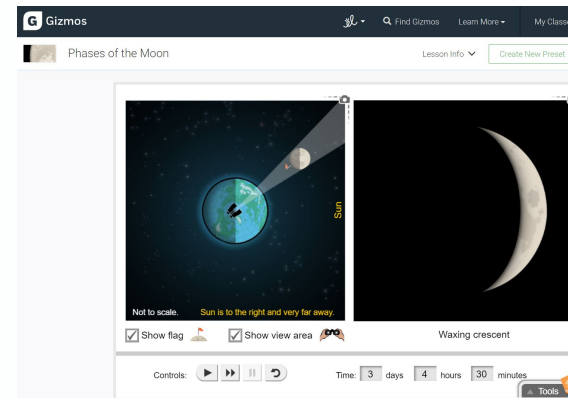 G Gizmos
Find Gizmos Learn More My Class
Phases of the Moon
Lesson Info Create New Preset
Sun
Not to scale. Sun is to the right and very far away.
Show flag Show view area Waxing crescent
Controls: Time: 3 days 4 hours 30 minutes
Tools